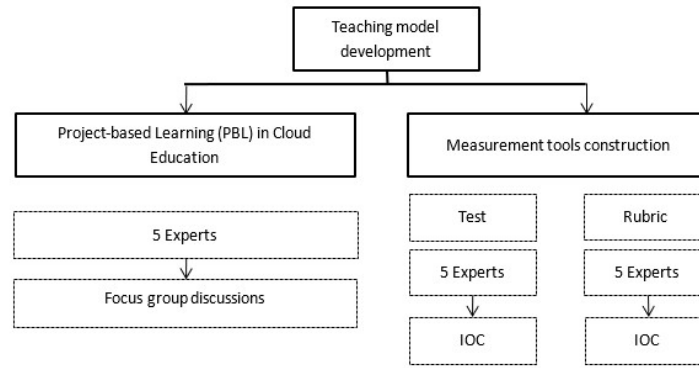 Teaching model
development
Project-based Learning (PBL) in Cloud
Education
Measurement tools construction
5 Experts
Focus group discussions
Test
Rubric
5 Experts
5 Experts
IOC
IOC